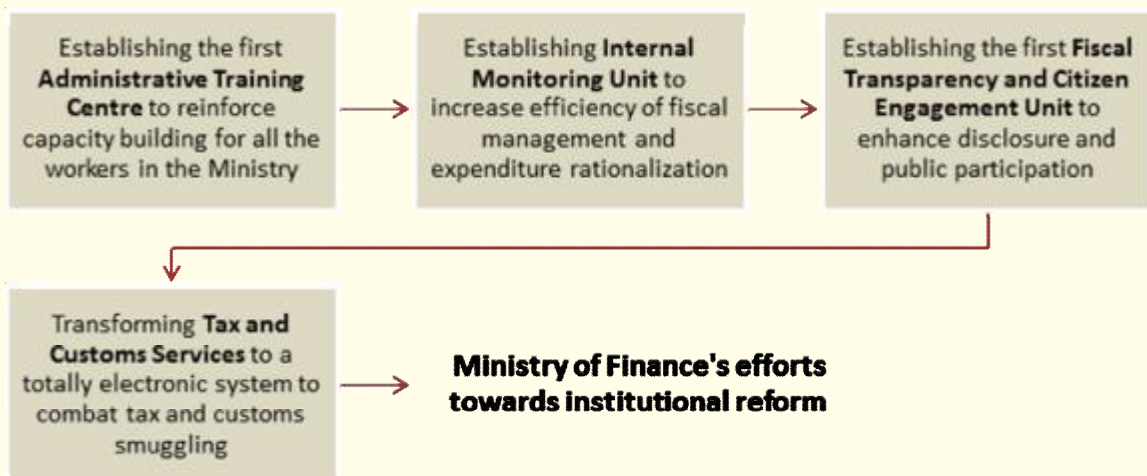 Establishing the first
Administrative Training
Centre to reinforce
capacity building for all the
workers in the Ministry
Establishing Internal
Monitoring Unit to
increase efficiency of fiscal
management and
expenditure rationalization
Establishing the first Fiscal
Transparency and Citizen
Engagement Unit to
enhance disclosure and
public participation
Transforming Tax and
Customs Services to a
totally electronic system to
combat tax and customs
smuggling
Ministry of Finance's efforts
towards institutional reform